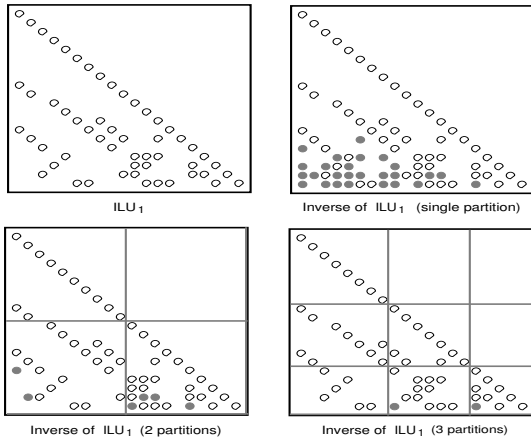 ILU1
Inverse of ILU1 (single partition)
Inverse of ILU1 (2 partitions)
Inverse of ILU1 (3 partitions)